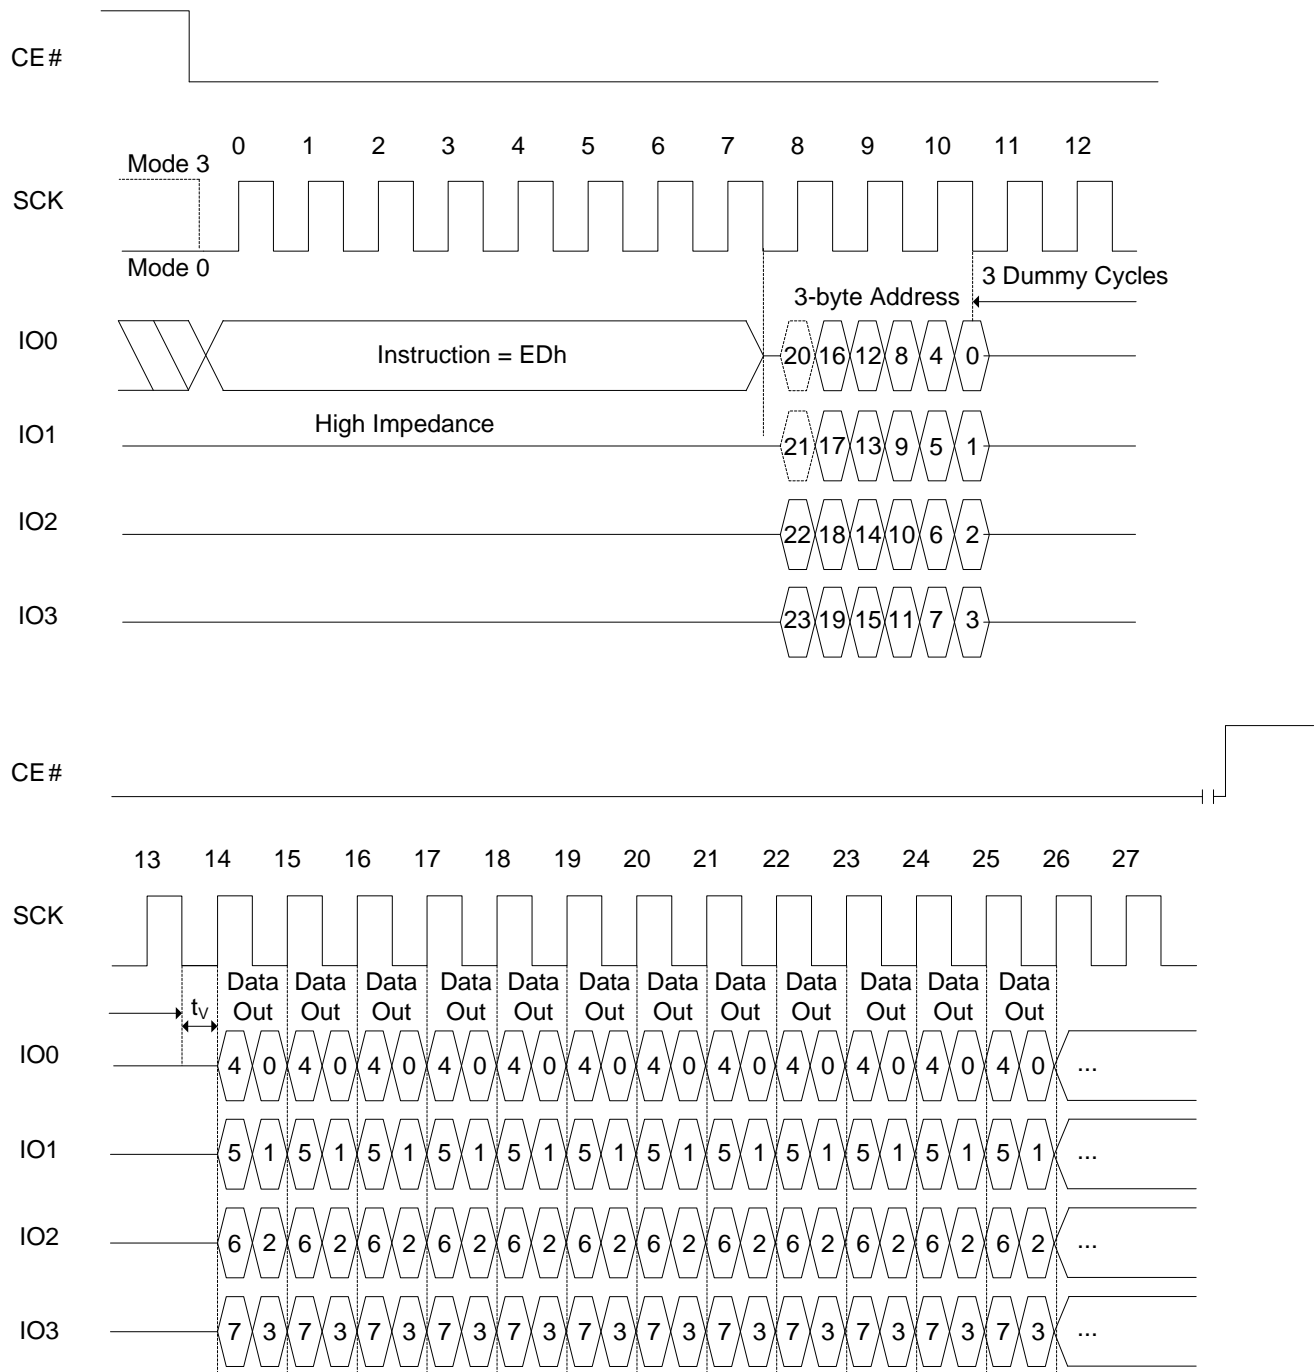 CE#
0 1 2 3 4 5 6 7 8 9 10 11 12
Mode 3
SCK
Mode 0
3 Dummy Cycles
3-byte Address
IO0
Instruction = EDh
20 16 12 8 4 0
High Impedance
IO1
21 17 13 9 5 1
IO2
22 18 14 10 6 2
IO3
23 19 15 11 7 3
CE#
13 14 15 16 17 18 19 20 21 22 23 24 25 26 27
SCK
Data Data Data Data Data Data Data Data Data Data Data Data
tV Out Out Out Out Out Out Out Out Out Out Out Out
IO0
4 0 4 0 4 0 4 0 4 0 4 0 4 0 4 0 4 0 4 0 4 0 4 0 ...
IO1
5 1 5 1 5 1 5 1 5 1 5 1 5 1 5 1 5 1 5 1 5 1 5 1 ...
IO2
6 2 6 2 6 2 6 2 6 2 6 2 6 2 6 2 6 2 6 2 6 2 6 2 ...
IO3
7 3 7 3 7 3 7 3 7 3 7 3 7 3 7 3 7 3 7 3 7 3 7 3 ...